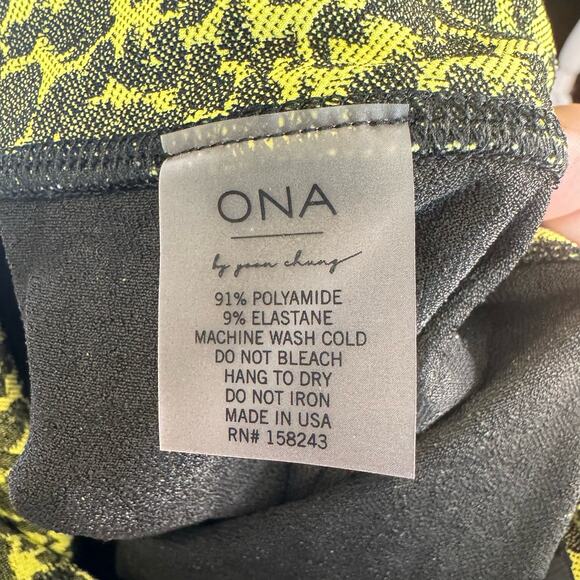 ONA
by yoon chung
91% POLYAMIDE
9% ELASTANE
MACHINE WASH COLD
DO NOT BLEACH
HANG TO DRY
DO NOT IRON
MADE IN USA
RN# 158243